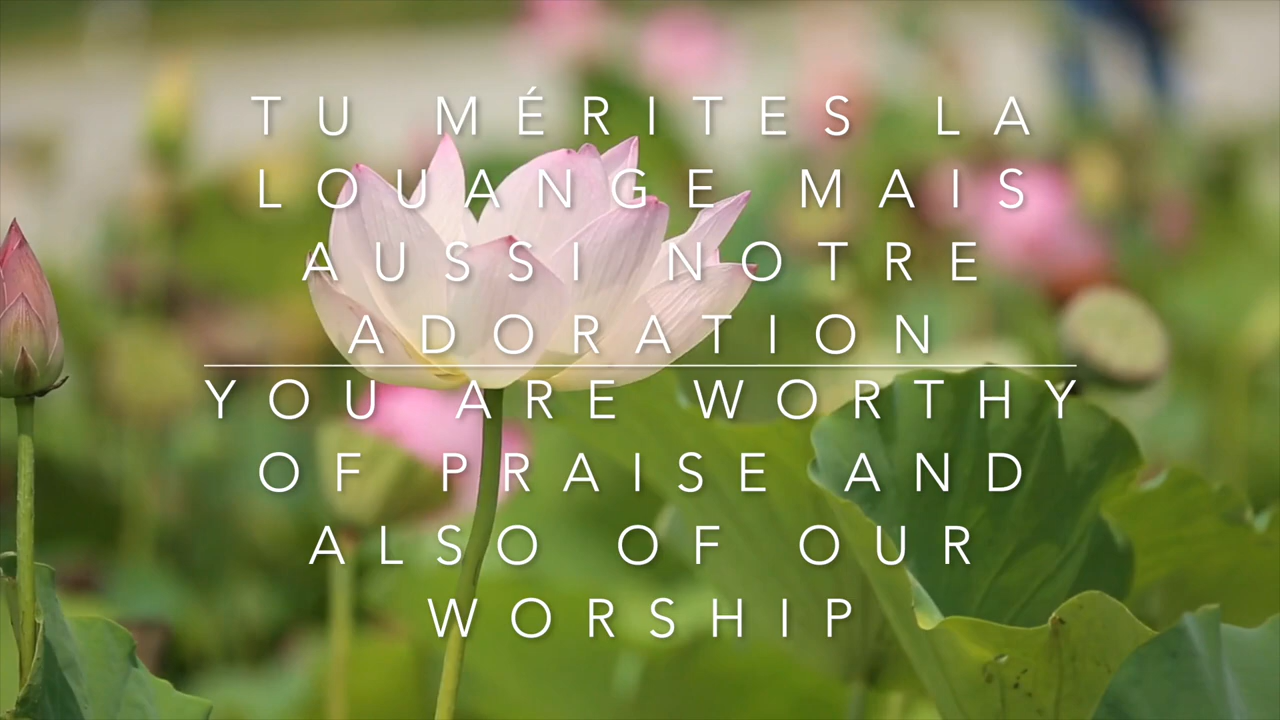 TU MÉRITES LA
LOUANGE MAIS
AUSSI NOTRE
ADORATION
YOU ARE WORTHY
OF PRAISE AND
ALSO OF OUR
WORSHIP